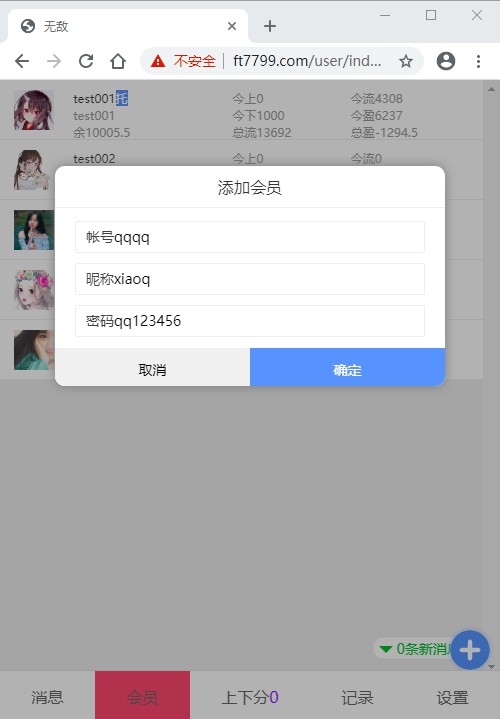 无敌
不安全
ft7799.com/user/ind...
test001托
今上0
今流4308
test001
今下1000
今盈6237
余10005.5
总流13692
总盈-1294.5
test002
今上0
今流0
添加会员
帐号qqqq
昵称xiaoq
密码qq123456
取消
确定
0条新消息
消息
会员
上下分0
记录
设置